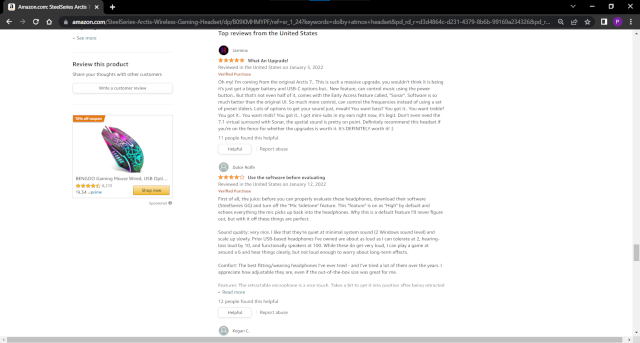 Amazon.com: SteelSeries Arctis
amazon.com/SteelSeries-Arctis-Wireless-Gaming-Headset/dp/B09KMHMYPF/ref=sr_1_24?keywords=dolby+atmos+headset&pd_rd_r=
P
See more
Top reviews from the United States
Review this product
Share your thoughts with other customers
Write a customer review
What An Upgrade!
Reviewed in the United States on January 5, 2022
Verified Purchase
Oh my! I'm coming from the original Arctis 7.. This is such a massive upgrade, you wouldn't think it is being
it's just got a bigger battery and USB-C options but.. New feature, can control music using the power
button.. But that's not even half of it, comes with the Early Access feature called. "Sonar". Software is so
much better than the original UI. So much more control, can control the frequencies instead of using a set
of preset sliders. Lots of options to get your sound just, mwah! You want bass? You got it.. You want treble?
You got it.. You want mids? You got it.. I got mini-subs in my ears right now, it's legit. Don't even need the
7.1 virtual surround with Sonar, the spatial sound is pretty on point. Definitely recommend this headset if
you're on the fence for whether the upgrades is worth it. It's DEFINITELY worth it! :)
11 people found this helpful
Helpful
Report abuse
10% off coupon
BENGOO Gaming Mouse Wired, USB Opti...
Shop now
Sponsored
Dulce Rolfe
Use the software before evaluating
Reviewed in the United States on January 12, 2022
Verified Purchase
First of all, the juice: before you can properly evaluate these headphones, download their software
(SteelSeries GG) and turn off the "Mic Sidetone" feature. This "feature" is on as "High" by default and
echoes everything the mic picks up back into the headphones. Why this is a default feature I'll never figure
out, but with it off these things are perfect.
Sound quality: very nice. I like that they're quiet at minimal system sound (2 Windows sound level) and
scale up slowly. Prior USB-based headphones I've owned are about as loud as I can tolerate at 2, hearing-
loss loud by 10, and functionally speakers at 100. While these do get very loud, I can play a game at
around a 6 and hear things clearly, but not loud enough to worry about long-term effects.
Comfort: The best fitting/wearing headphones I've ever tried - and I've tried a lot of them over the years. I
appreciate how adjustable they are, even if the out-of-the-box size was great for me.
Features: The retractable microphone is a nice touch. Takes a bit to get it into position after being retracted
Read more
12 people found this helpful
Helpful
Report abuse
Kegan C.